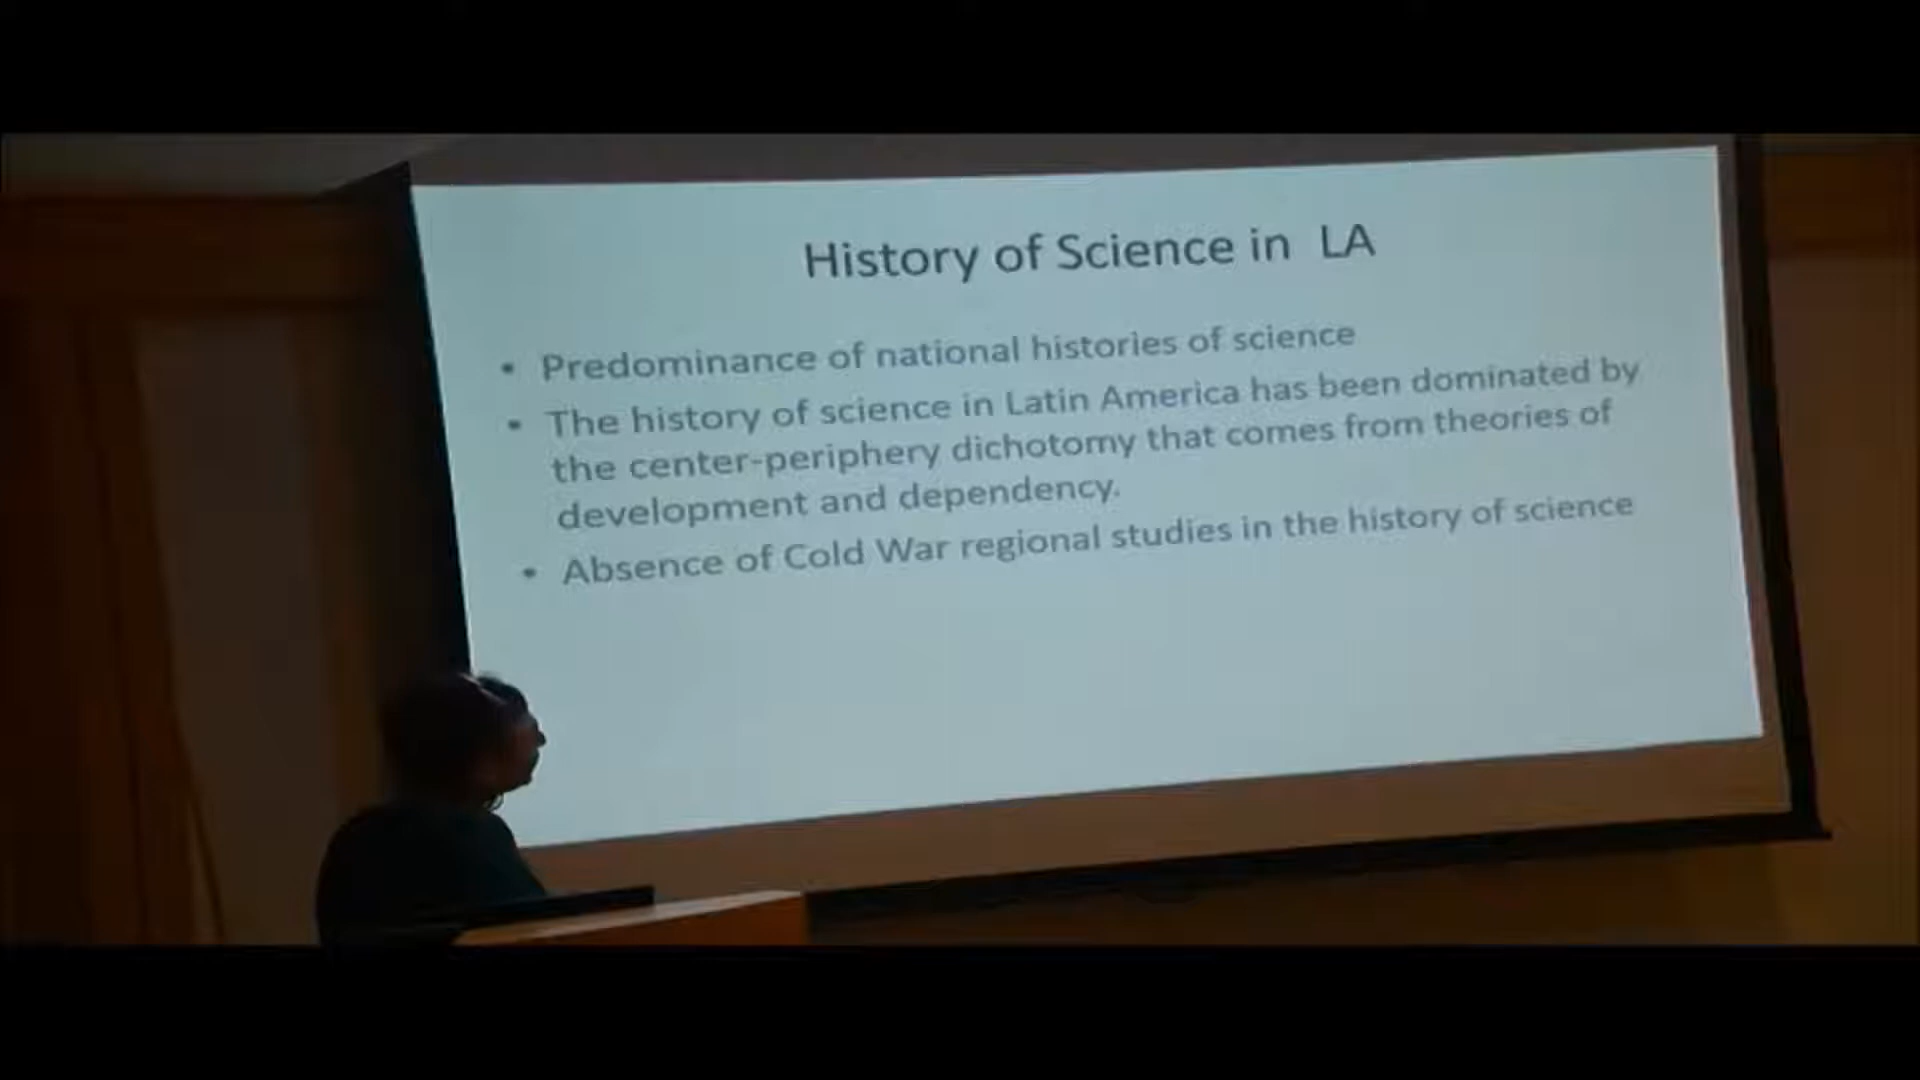 History of Science in LA
• Predominance of national histories of science
• The history of science in Latin America has been dominated by
the center-periphery dichotomy that comes from theories of
development and dependency.
• Absence of Cold War regional studies in the history of science